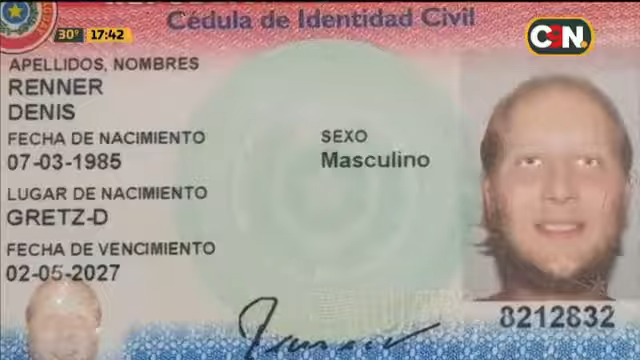 30° 17:42
Cédula de Identidad Civil
C9N.
APELLIDOS, NOMBRES
RENNER
DENIS
FECHA DE NACIMIENTO
07-03-1985
SEXO
Masculino
LUGAR DE NACIMIENTO
GRETZ-D
FECHA DE VENCIMIENTO
02-05-2027
8212832